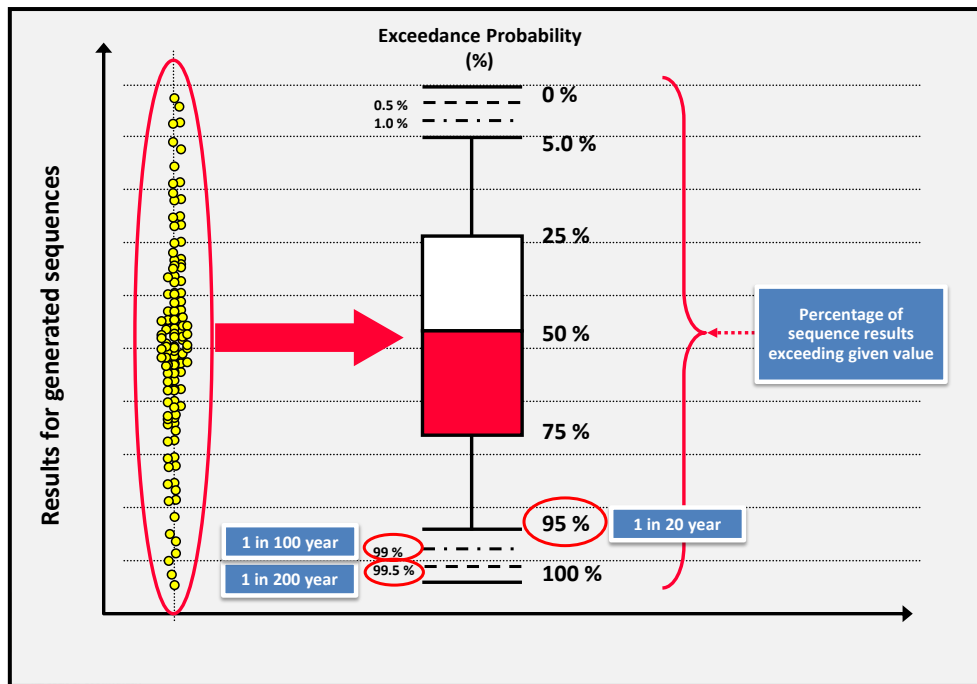 Exceedance Probability
(%)
0 %
0.5 %
1.0 %
5.0 %
25 %
Results for generated sequences
Percentage of
sequence results
exceeding given value
50 %
75 %
95 %
1 in 20 year
1 in 100 year
99 %
99.5 %
1 in 200 year
100 %